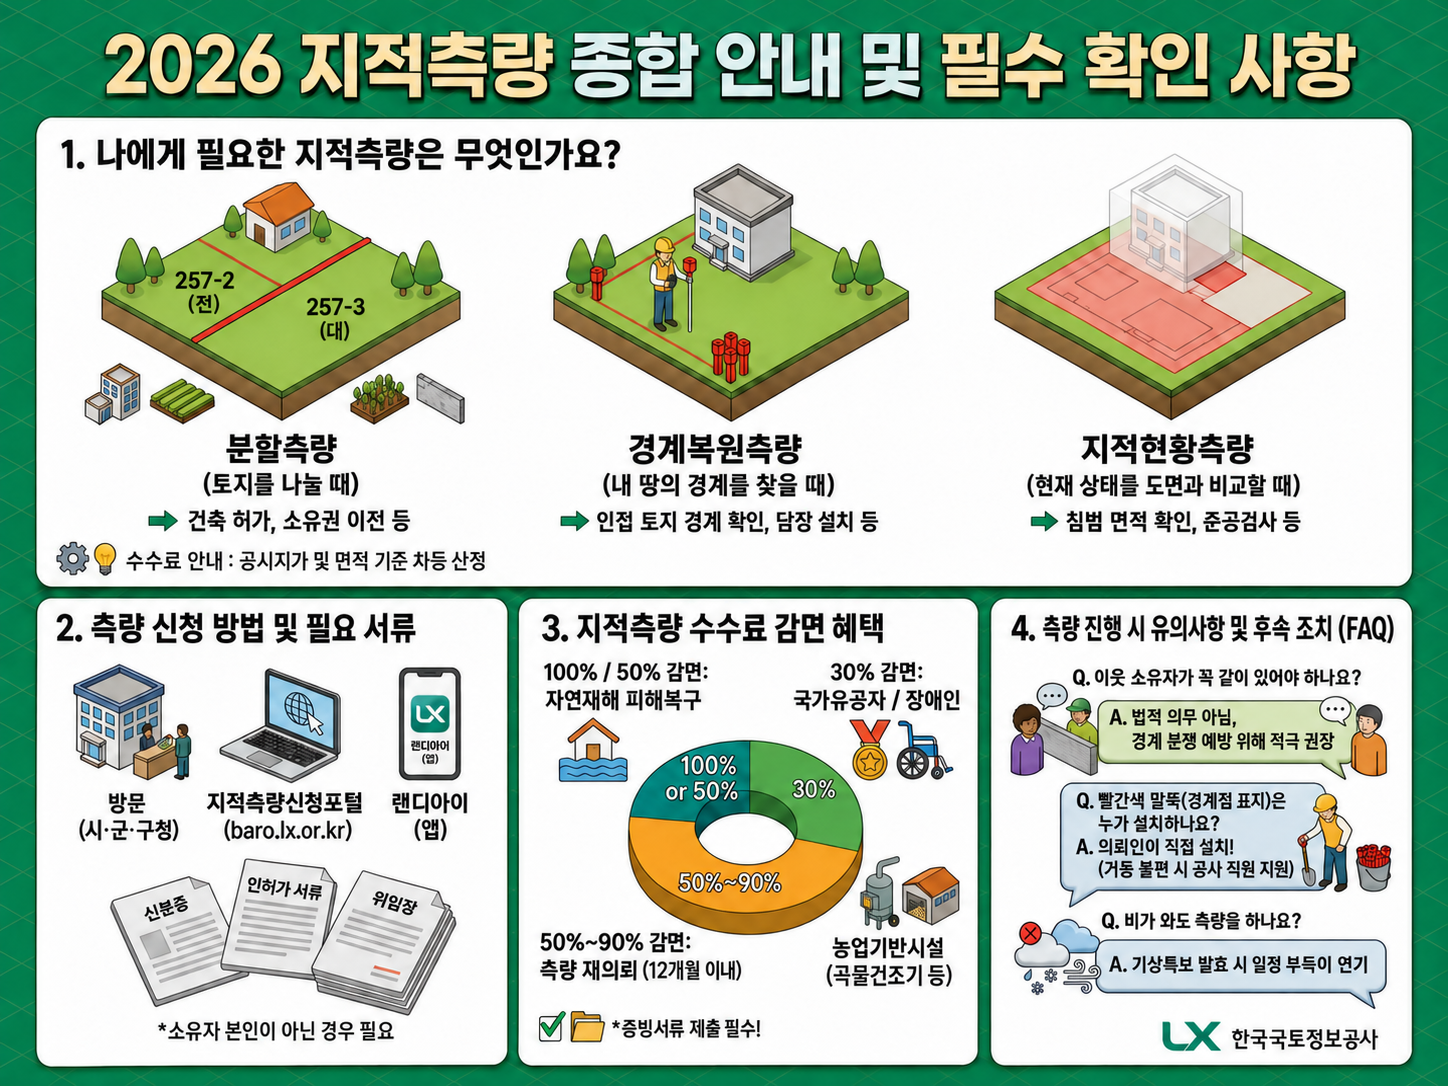 2026 지적측량 종합 안내 및 필수 확인 사항
1. 나에게 필요한 지적측량은 무엇인가요?
257-2
(전)
257-3
(대)
분할측량
(토지를 나눌 때)
건축 허가, 소유권 이전 등
경계복원측량
(내 땅의 경계를 찾을 때)
인접 토지 경계 확인, 담장 설치 등
지적현황측량
(현재 상태를 도면과 비교할 때)
침범 면적 확인, 준공검사 등
수수료 안내 : 공시지가 및 면적 기준 차등 산정
2. 측량 신청 방법 및 필요 서류
LX
랜디아이
(앱)
방문
(시·군·구청)
지적측량신청포털
(baro.lx.or.kr)
랜디아이
(앱)
신분증
인허가 서류
위임장
*소유자 본인이 아닌 경우 필요
3. 지적측량 수수료 감면 혜택
100% / 50% 감면:
자연재해 피해복구
30% 감면:
국가유공자 / 장애인
100%
or 50%
30%
50%~90%
50%~90% 감면:
측량 재의뢰 (12개월 이내)
농업기반시설
(곡물건조기 등)
*증빙서류 제출 필수!
4. 측량 진행 시 유의사항 및 후속 조치 (FAQ)
Q. 이웃 소유자가 꼭 같이 있어야 하나요?
A. 법적 의무 아님,
경계 분쟁 예방 위해 적극 권장
Q. 빨간색 말뚝(경계점 표지)은
누가 설치하나요?
A. 의뢰인이 직접 설치!
(거동 불편 시 공사 직원 지원)
Q. 비가 와도 측량을 하나요?
A. 기상특보 발효 시 일정 부득이 연기
LX 한국국토정보공사